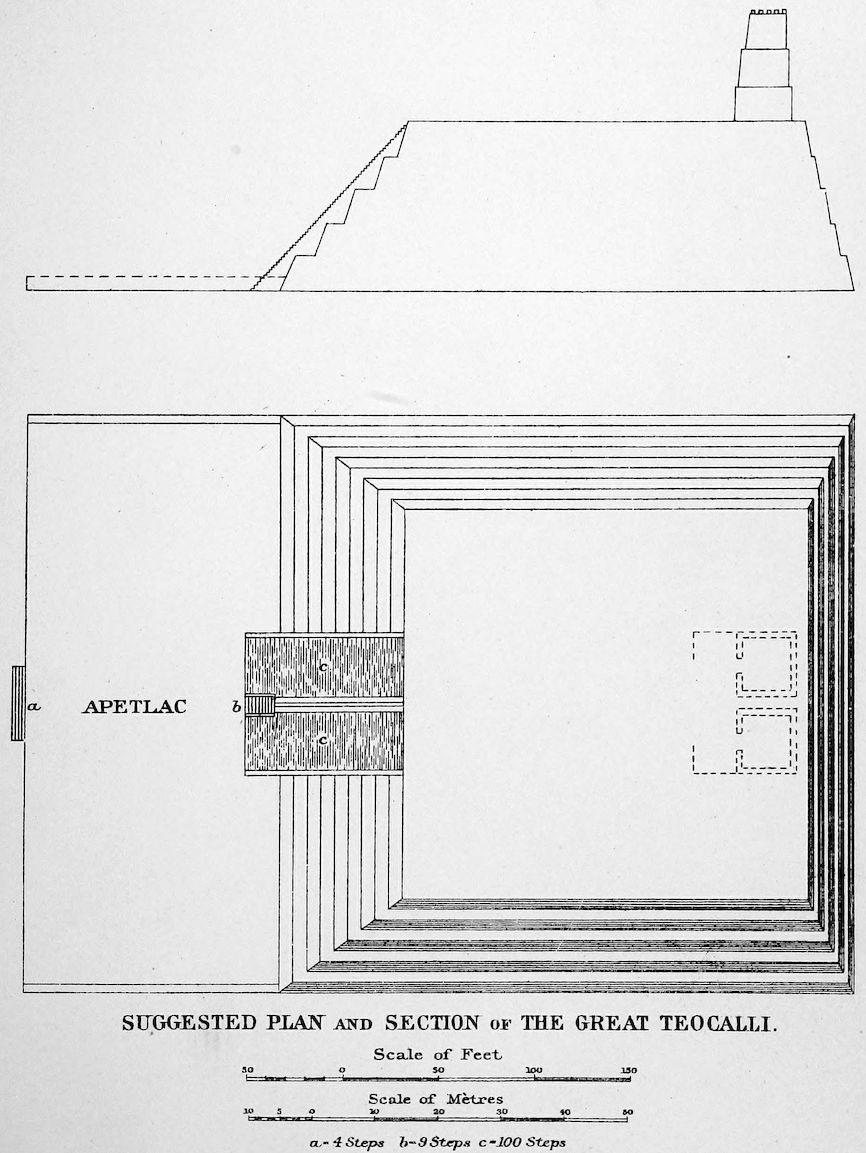 c
a APETLAC b
c
SUGGESTED PLAN AND SECTION OF THE GREAT TEOCALLI.
Scale of Feet
50 0 50 100 150
Scale of Mètres
10 5 0 10 20 30 40 50
a-4 Steps b-9 Steps c-100 Steps